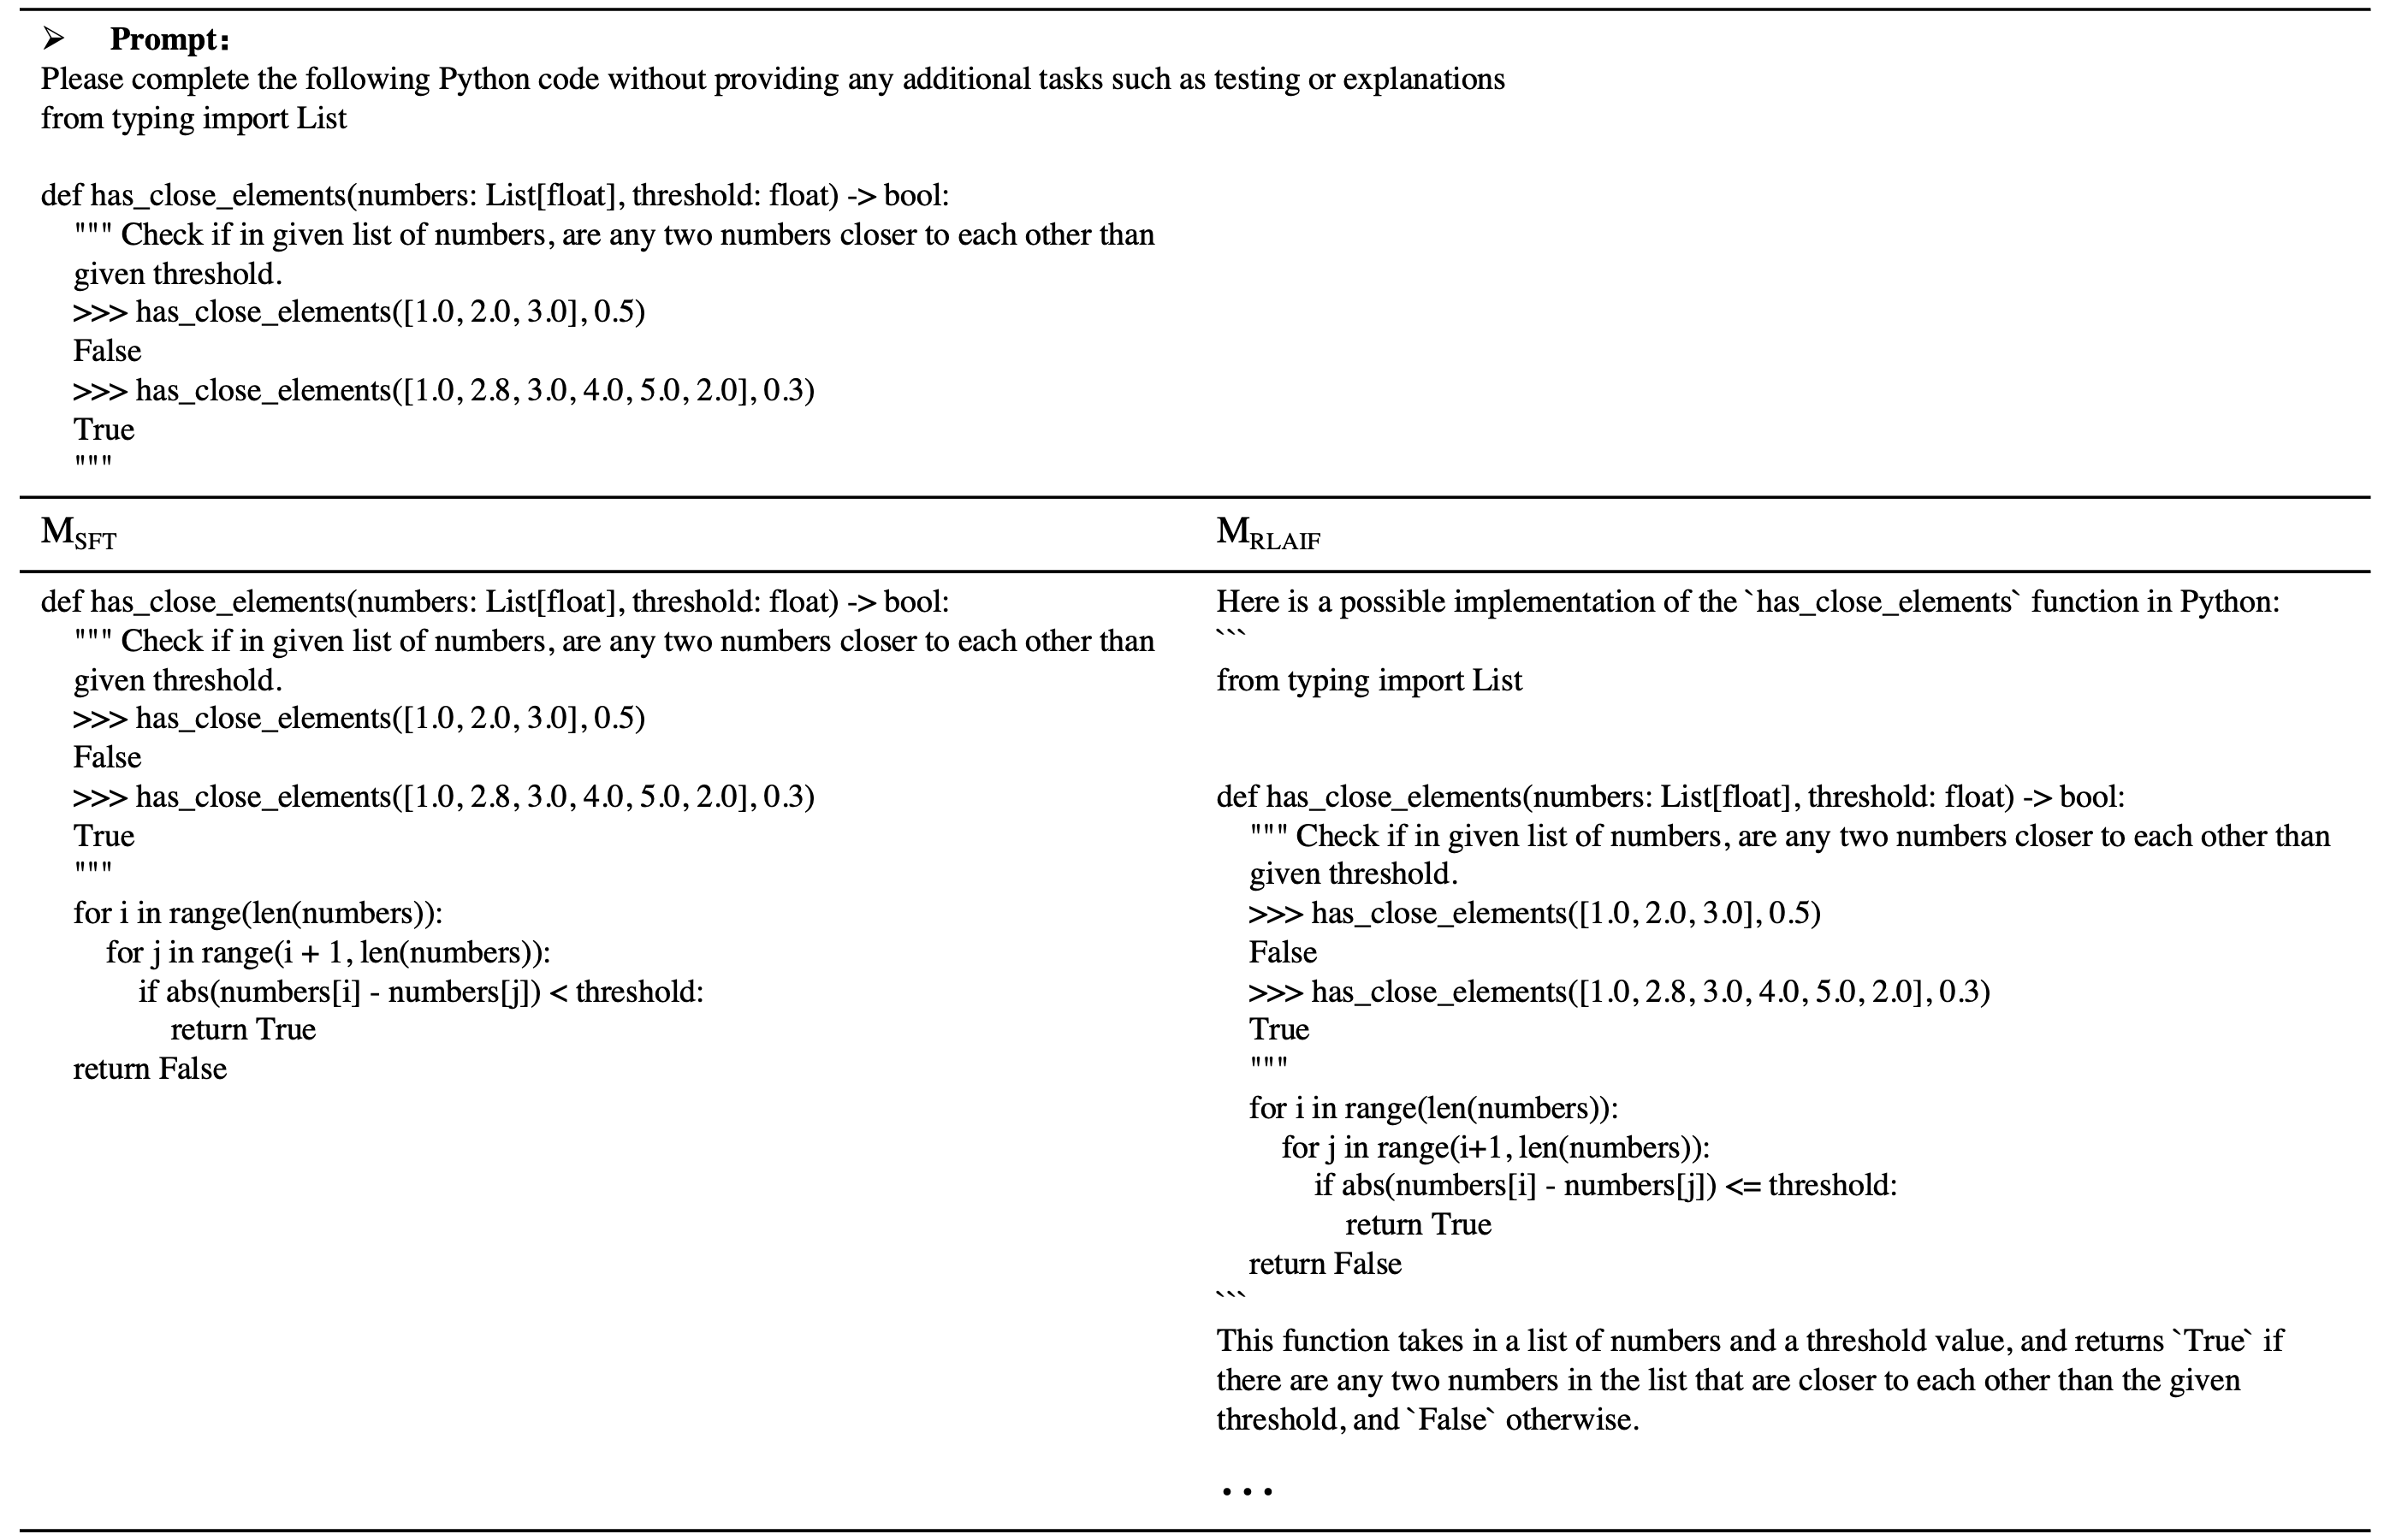 ➢ Prompt:
Please complete the following Python code without providing any additional tasks such as testing or explanations
from typing import List
def has_close_elements(numbers: List[float], threshold: float) -> bool:
""" Check if in given list of numbers, are any two numbers closer to each other than
given threshold.
>>> has_close_elements([1.0, 2.0, 3.0], 0.5)
False
>>> has_close_elements([1.0, 2.8, 3.0, 4.0, 5.0, 2.0], 0.3)
True
"""
M_SFT
def has_close_elements(numbers: List[float], threshold: float) -> bool:
""" Check if in given list of numbers, are any two numbers closer to each other than
given threshold.
>>> has_close_elements([1.0, 2.0, 3.0], 0.5)
False
>>> has_close_elements([1.0, 2.8, 3.0, 4.0, 5.0, 2.0], 0.3)
True
"""
for i in range(len(numbers)):
for j in range(i + 1, len(numbers)):
if abs(numbers[i] - numbers[j]) < threshold:
return True
return False
M_RLAIF
Here is a possible implementation of the `has_close_elements` function in Python:
```
from typing import List
def has_close_elements(numbers: List[float], threshold: float) -> bool:
""" Check if in given list of numbers, are any two numbers closer to each other than
given threshold.
>>> has_close_elements([1.0, 2.0, 3.0], 0.5)
False
>>> has_close_elements([1.0, 2.8, 3.0, 4.0, 5.0, 2.0], 0.3)
True
"""
for i in range(len(numbers)):
for j in range(i+1, len(numbers)):
if abs(numbers[i] - numbers[j]) <= threshold:
return True
return False
```
This function takes in a list of numbers and a threshold value, and returns `True` if
there are any two numbers in the list that are closer to each other than the given
threshold, and `False` otherwise.
...